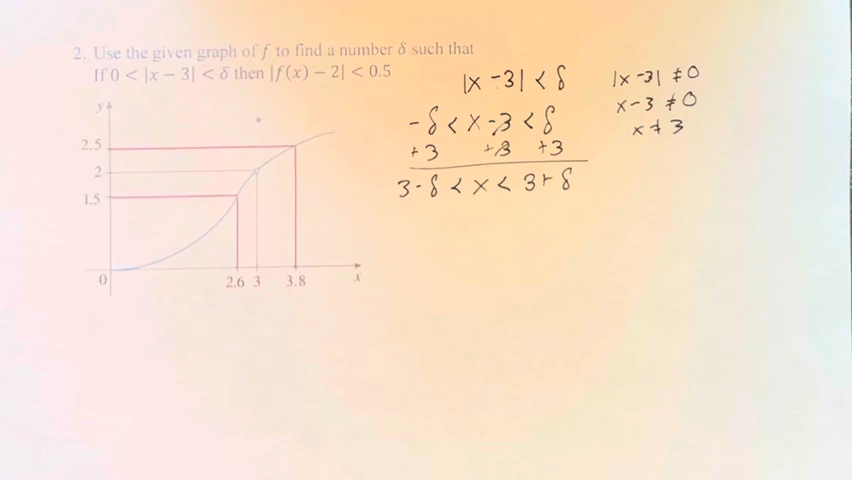 2. Use the given graph of f to find a number δ such that
If 0 < |x − 3| < δ then |f(x) − 2| < 0.5
y
2.5
2
1.5
0
2.6 3 3.8
x
|x - 3| < δ
- δ < x - 3 < δ
+3 +3 +3
3 - δ < x < 3 + δ
|x - 3| ≠ 0
x - 3 ≠ 0
x ≠ 3